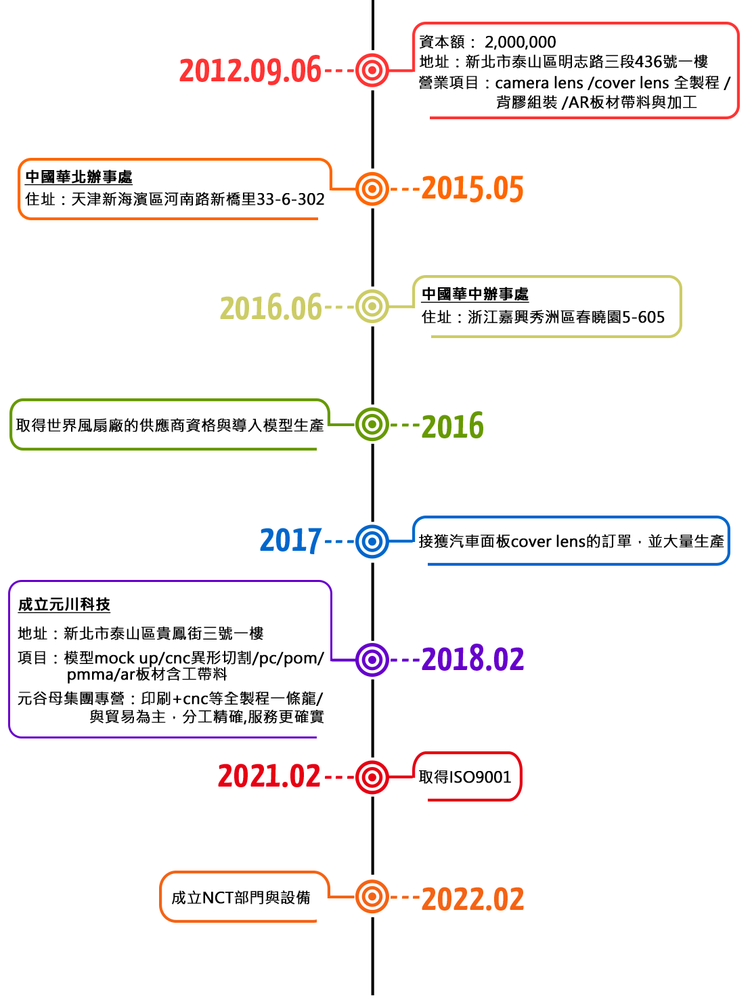 2012.09.06
資本額： 2,000,000
地址：新北市泰山區明志路三段436號一樓
營業項目：camera lens /cover lens 全製程 /
背膠組裝 /AR板材帶料與加工
中國華北辦事處
住址：天津新海濱區河南路新橋里33-6-302
2015.05
2016.06
中國華中辦事處
住址：浙江嘉興秀洲區春曉園5-605
取得世界風扇廠的供應商資格與導入模型生產
2016
2017
接獲汽車面板cover lens的訂單，並大量生產
成立元川科技
地址：新北市泰山區貴鳳街三號一樓
項目：模型mock up/cnc異形切割/pc/pom/
pmma/ar板材含工帶料
元谷母集團專營：印刷+cnc等全製程一條龍/
與貿易為主，分工精確,服務更確實
2018.02
2021.02
取得ISO9001
成立NCT部門與設備
2022.02